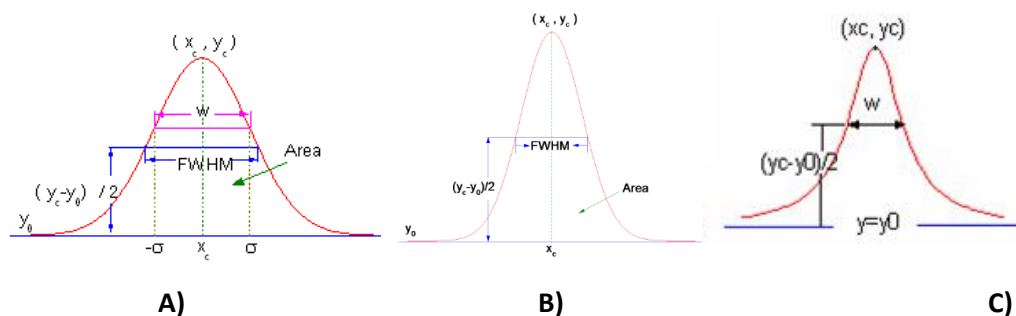 ( x_c , y_c )
w
FWHM
Area
( y_c-y_0) /2
y_0
-σ x_c σ
A)
( x_c , y_c )
FWHM
(y_c-y_0)/2
Area
y_0
x_c
B)
(xc, yc)
w
(yc-y0)/2
y=y0
C)